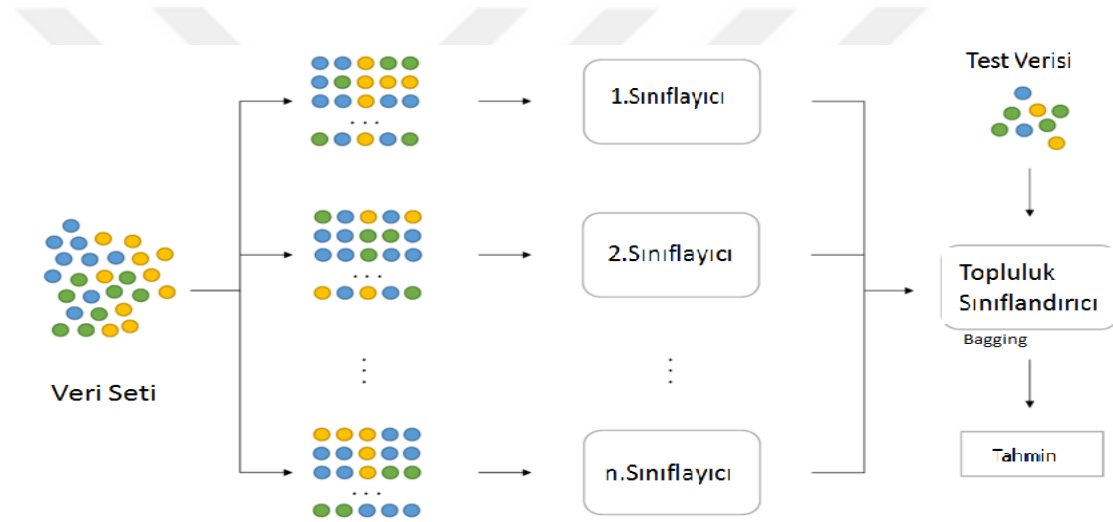 Test Verisi
1.Sınıflayıcı
2.Sınıflayıcı
Topluluk
Sınıflandırıcı
Bagging
Veri Seti
n.Sınıflayıcı
Tahmin